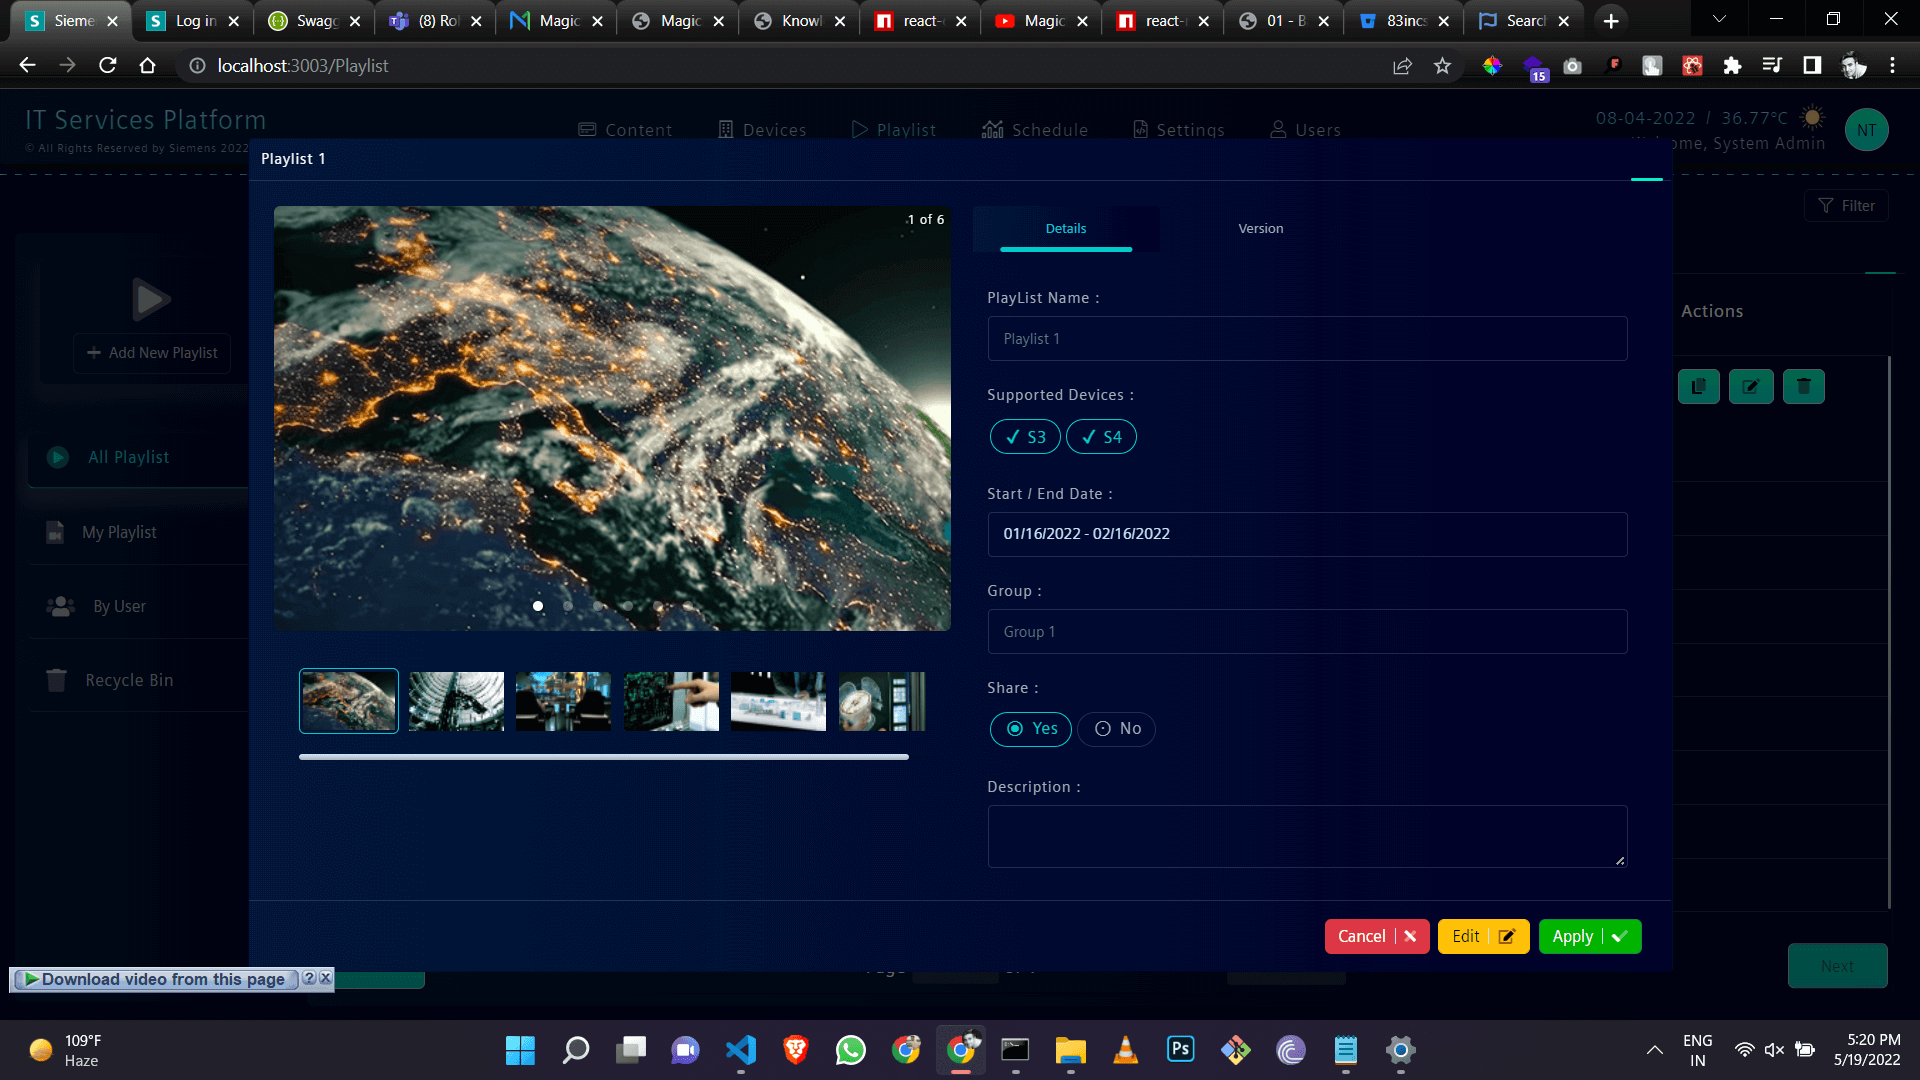 Sieme
Log in
Swagg
(8) Rol
Magic
Magic
Knowl
react-
Magic
react-
01 - B
83incs
Search
localhost:3003/Playlist
15
IT Services Platform
© All Rights Reserved by Siemens 2022
Content
Devices
Playlist
Schedule
Settings
Users
08-04-2022 / 36.77°C
System Admin
NT
Playlist 1
Filter
1 of 6
Details
Version
Add New Playlist
PlayList Name :
Playlist 1
Actions
Supported Devices :
S3
S4
All Playlist
Start / End Date :
01/16/2022 - 02/16/2022
My Playlist
Group :
Group 1
By User
Share :
Yes
No
Recycle Bin
Description :
Cancel
Edit
Apply
Download video from this page
?
Next
109°F
Haze
Ps
ENG
IN
5:20 PM
5/19/2022